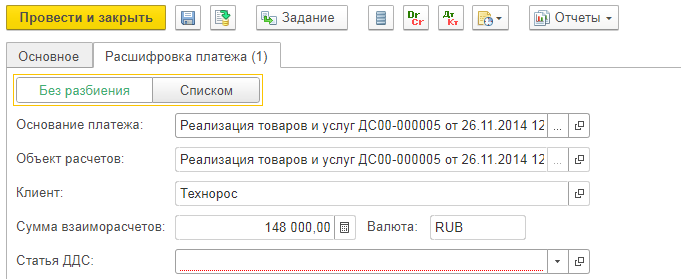 Провести и закрыть Задание Dr Cr Дт Кт Отчеты
Основное Расшифровка платежа (1)
Без разбиения Списком
Основание платежа: Реализация товаров и услуг ДС00-000005 от 26.11.2014 12 ...
Объект расчетов: Реализация товаров и услуг ДС00-000005 от 26.11.2014 12 ...
Клиент: Технорос
Сумма взаиморасчетов: 148 000,00 Валюта: RUB
Статья ДДС: